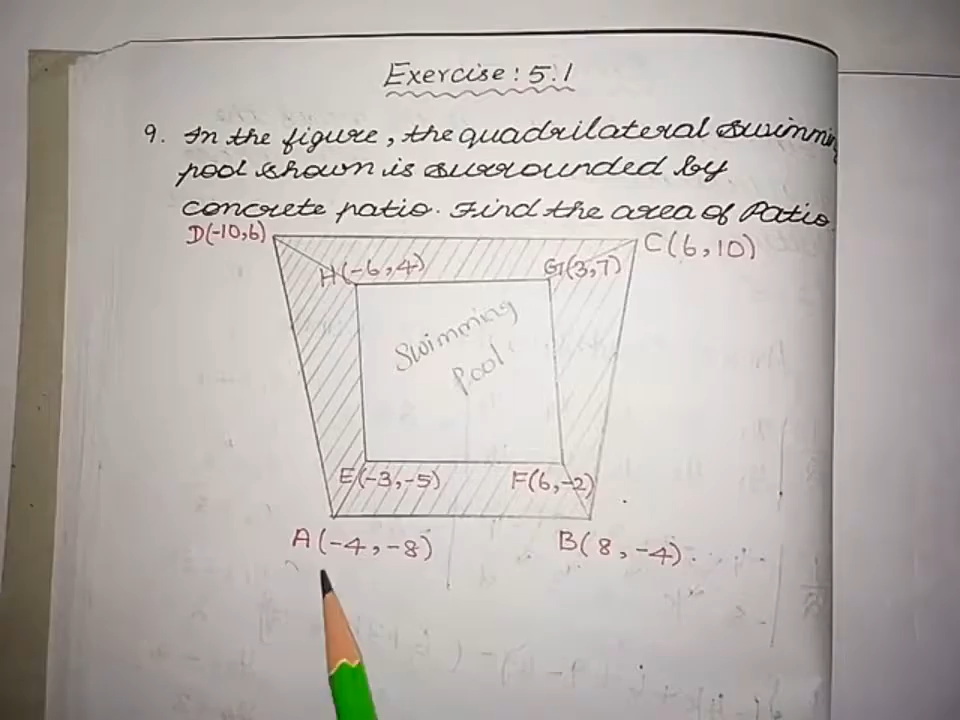 Exercise: 5.1
9. In the figure, the quadrilateral swimmin
pool shown is surrounded by
concrete patio. Find the area of Patio
D(-10,6)
C(6,10)
H(-6,4)
G(3,7)
Swimming
pool.
E(-3,-5)
F(6,-2)
A(-4,-8)
B(8,-4).